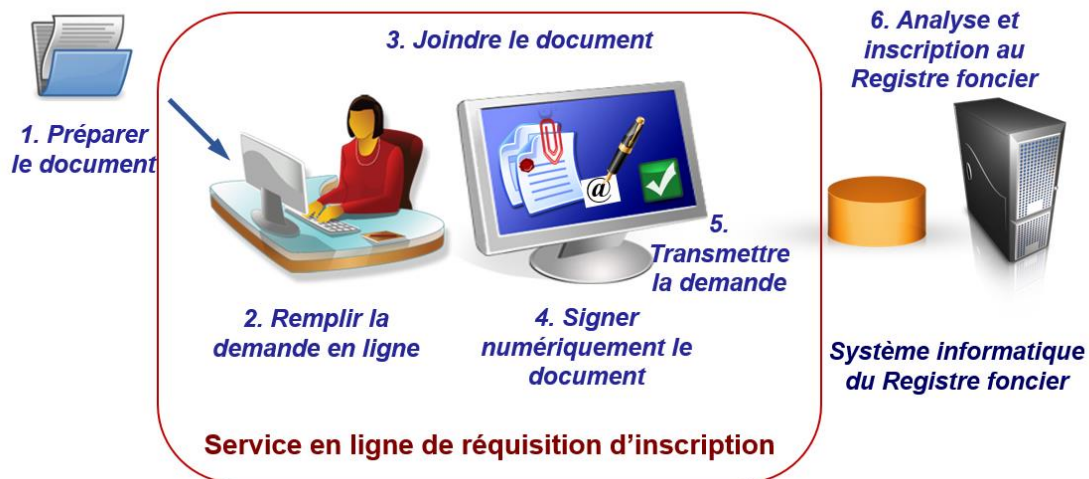 1. Préparer
le document
2. Remplir la
demande en ligne
3. Joindre le document
4. Signer
numériquement le
document
5.
Transmettre
la demande
6. Analyse et
inscription au
Registre foncier
Système informatique
du Registre foncier
Service en ligne de réquisition d’inscription
@